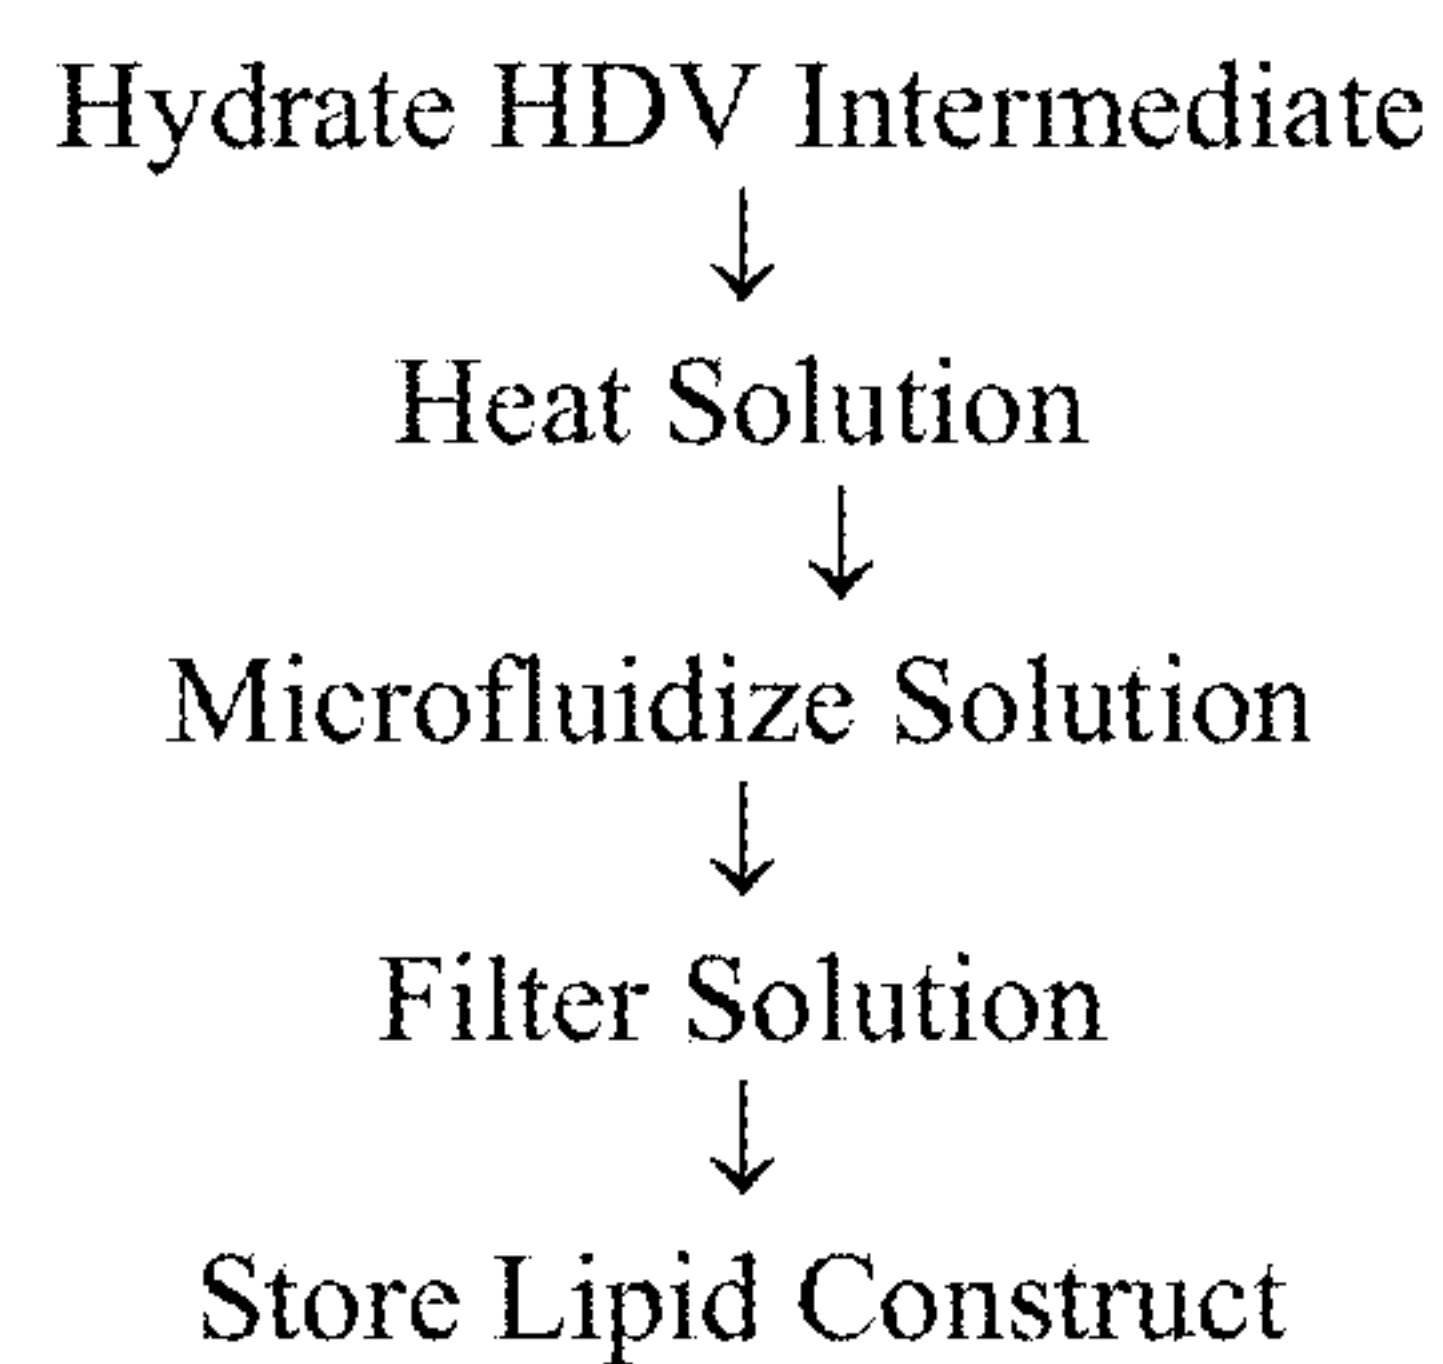 Hydrate HDV Intermediate
Heat Solution
Microfluidize Solution
Filter Solution
Store Lipid Construct